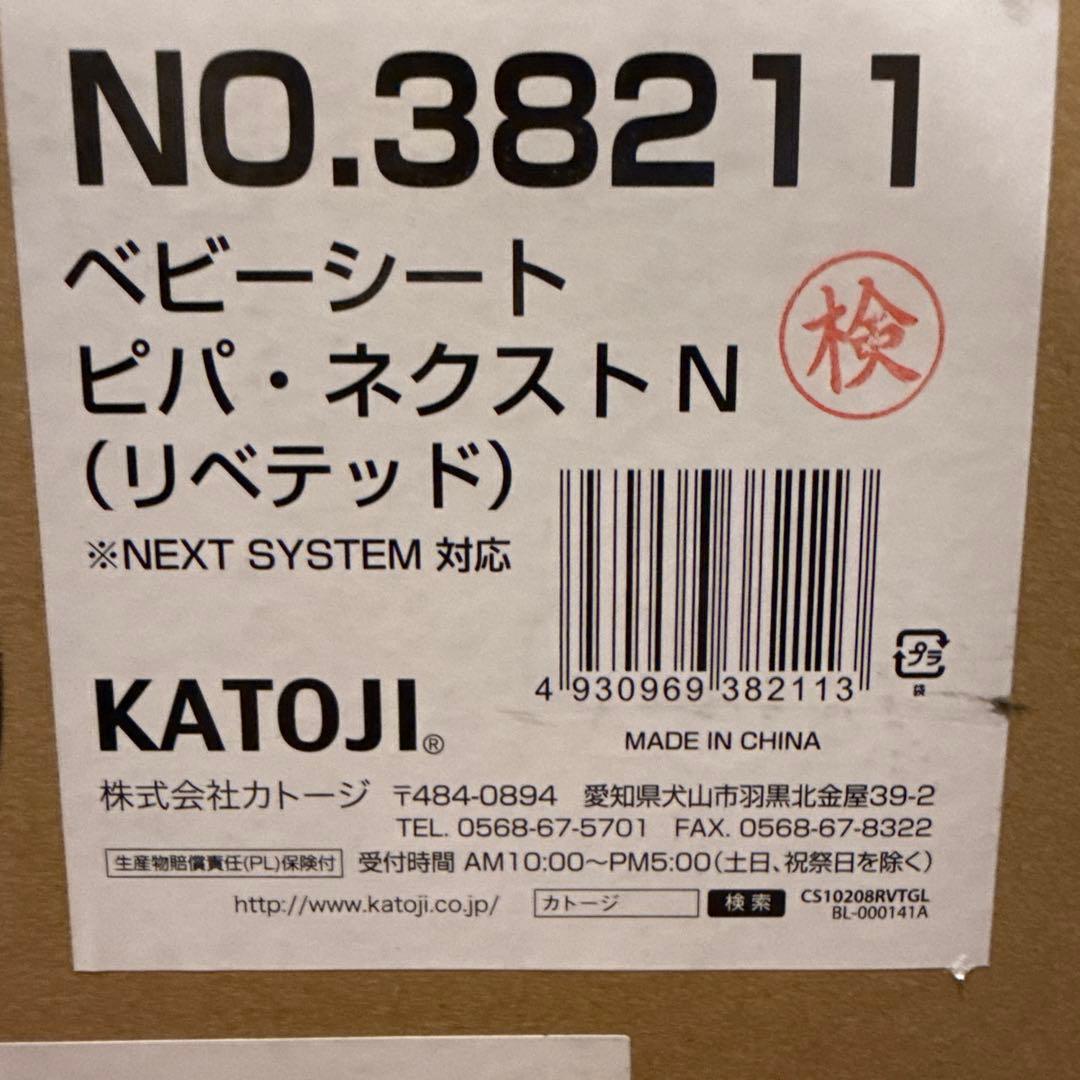 NO.38211
ベビーシート
ピパ・ネクストN
（リベテッド）
検
※NEXT SYSTEM 対応
4 930969 382113
プラ
袋
KATOJI®
MADE IN CHINA
株式会社カトージ 〒484-0894 愛知県犬山市羽黒北金屋39-2
TEL. 0568-67-5701 FAX. 0568-67-8322
生産物賠償責任(PL)保険付 受付時間 AM10:00〜PM5:00(土日、祝祭日を除く)
http://www.katoji.co.jp/ カトージ 検索 CS10208RVTGL
BL-000141A